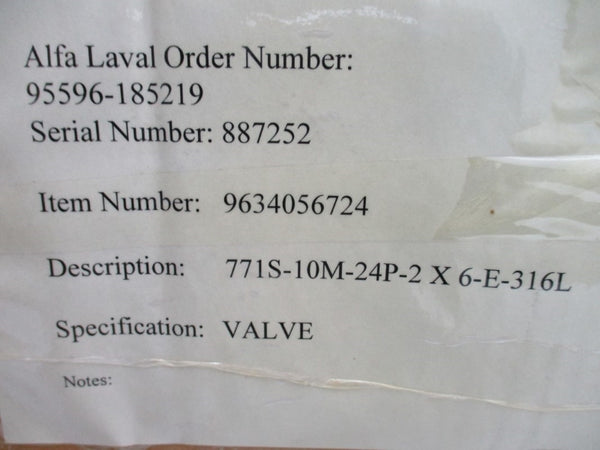 Alfa Laval Order Number:
95596-185219
Serial Number: 887252
Item Number: 9634056724
Description: 771S-10M-24P-2 X 6-E-316L
Specification: VALVE
Notes: